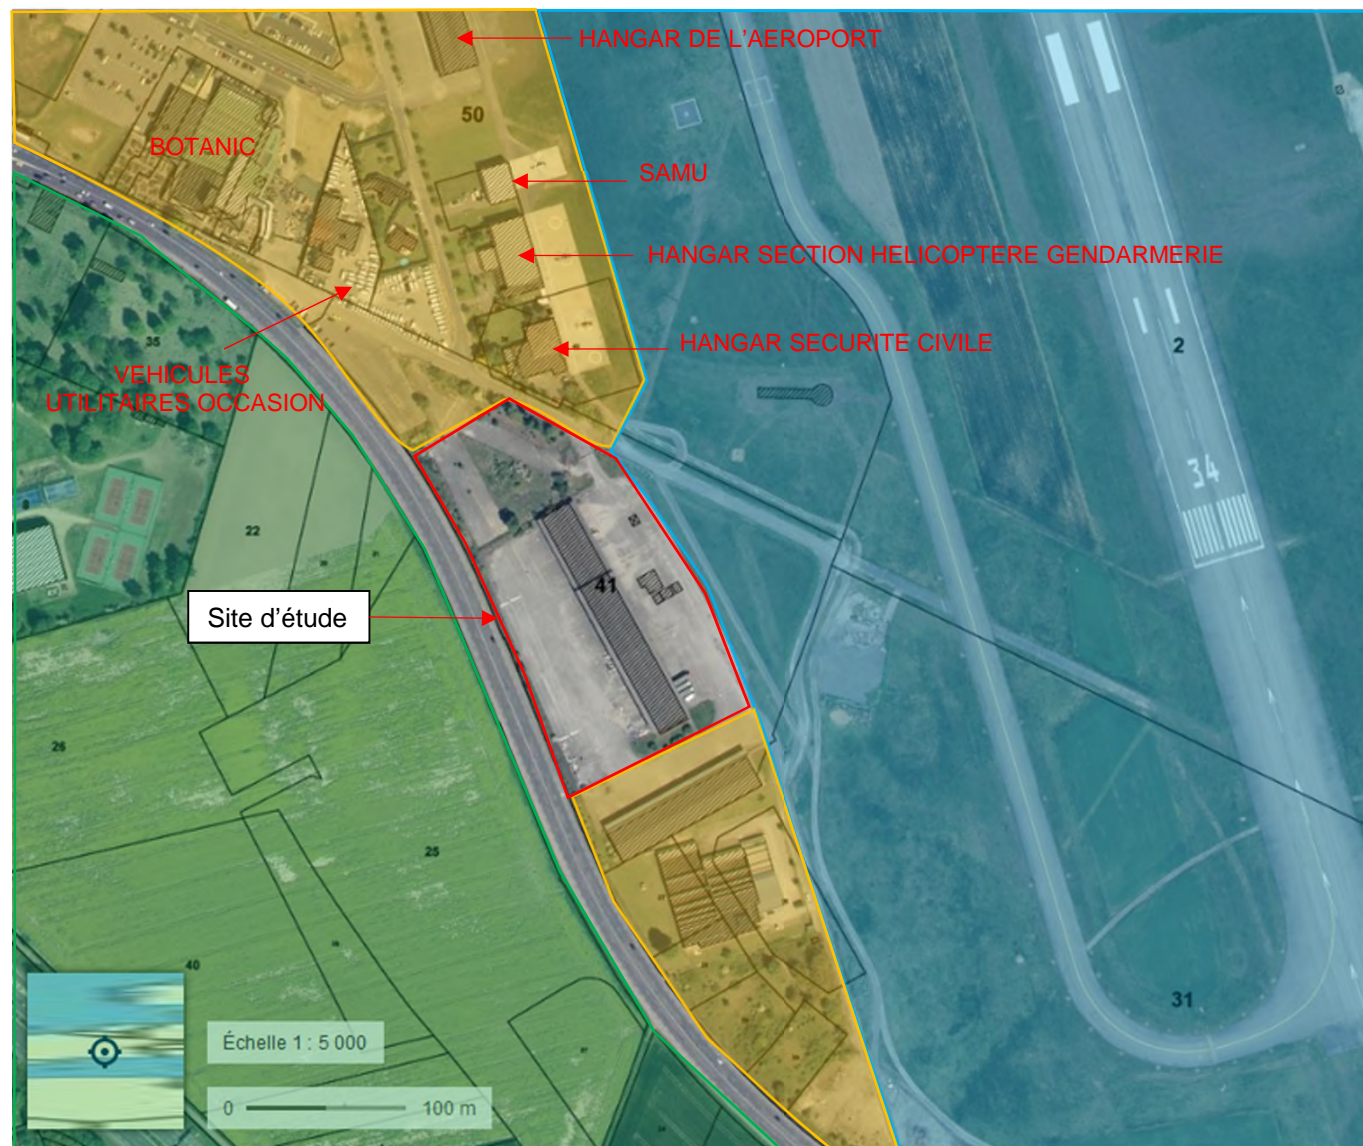 HANGAR DE L'AEROPORT
50
BOTANIC
SAMU
HANGAR SECTION HELICOPTERE GENDARMERIE
HANGAR SECURITE CIVILE
2
35
VEHICULES
UTILITAIRES OCCASION
34
22
41
Site d'étude
26
25
40
31
Échelle 1 : 5 000
0
100 m